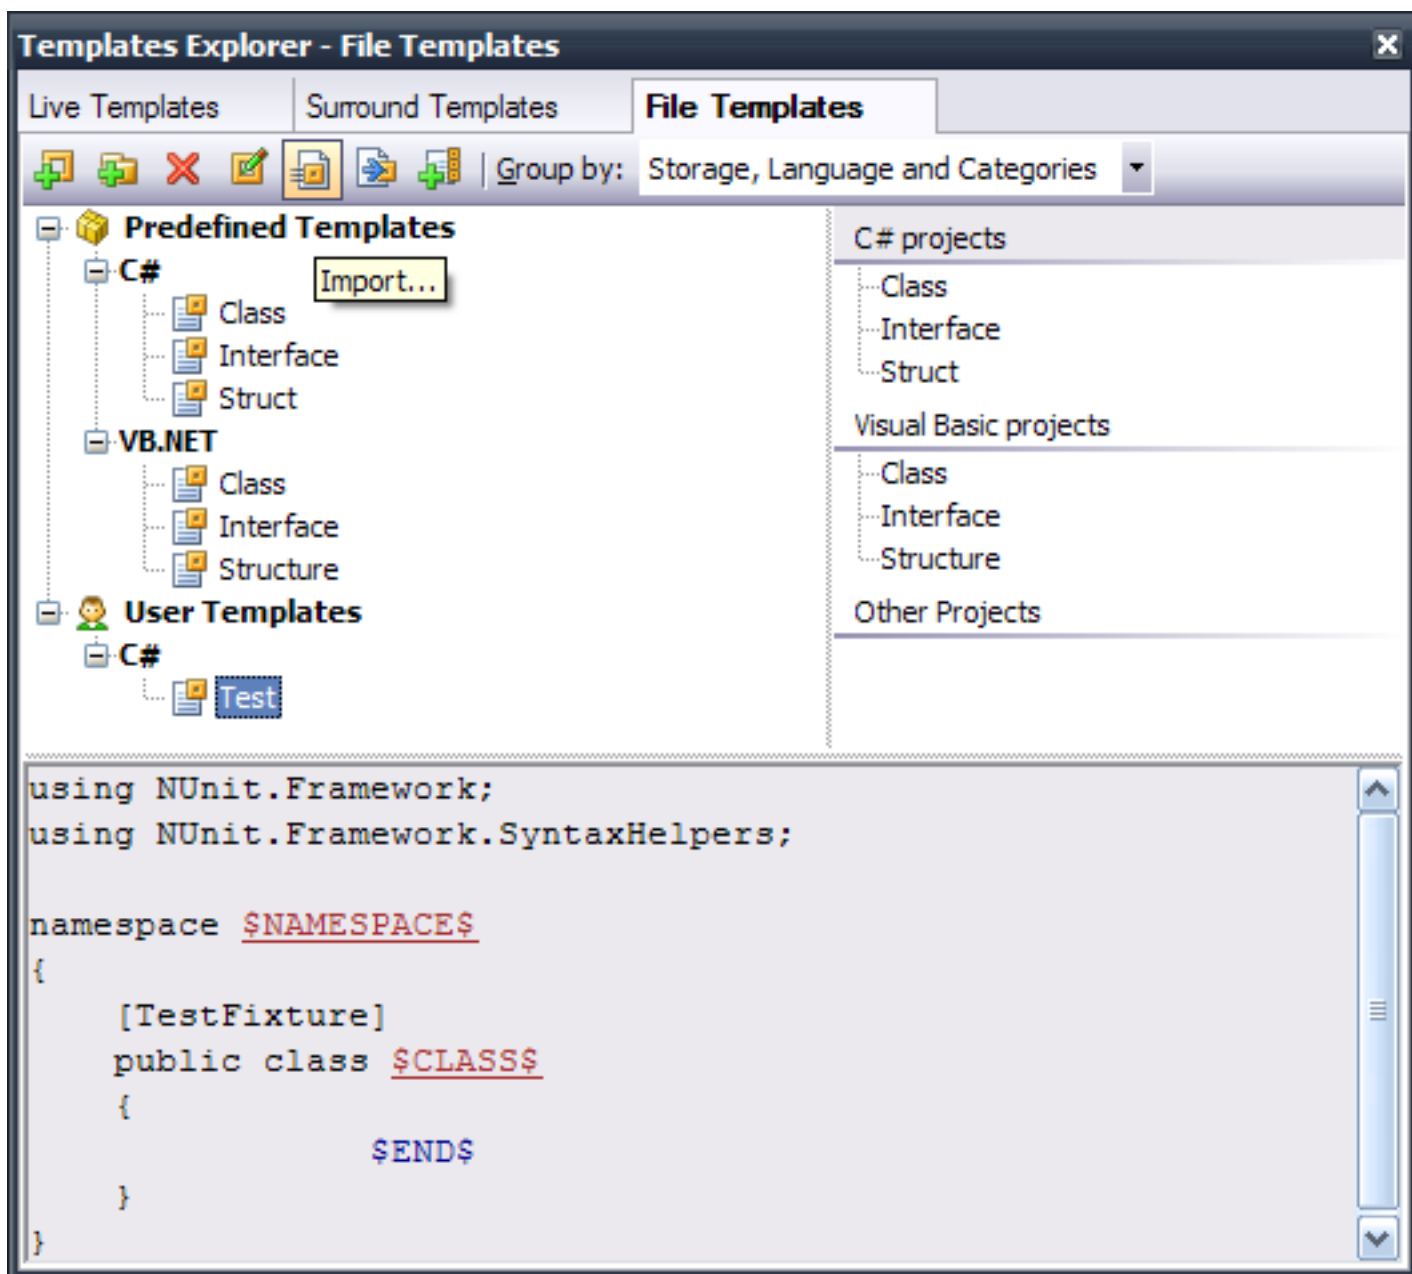 Templates Explorer - File Templates
Live Templates
Surround Templates
File Templates
Group by: Storage, Language and Categories
Predefined Templates
C#
Import...
Class
Interface
Struct
VB.NET
Class
Interface
Structure
User Templates
C#
Test
C# projects
Class
Interface
Struct
Visual Basic projects
Class
Interface
Structure
Other Projects
using NUnit.Framework;
using NUnit.Framework.SyntaxHelpers;
namespace $NAMESPACE$
{
[TestFixture]
public class $CLASS$
{
$END$
}
}